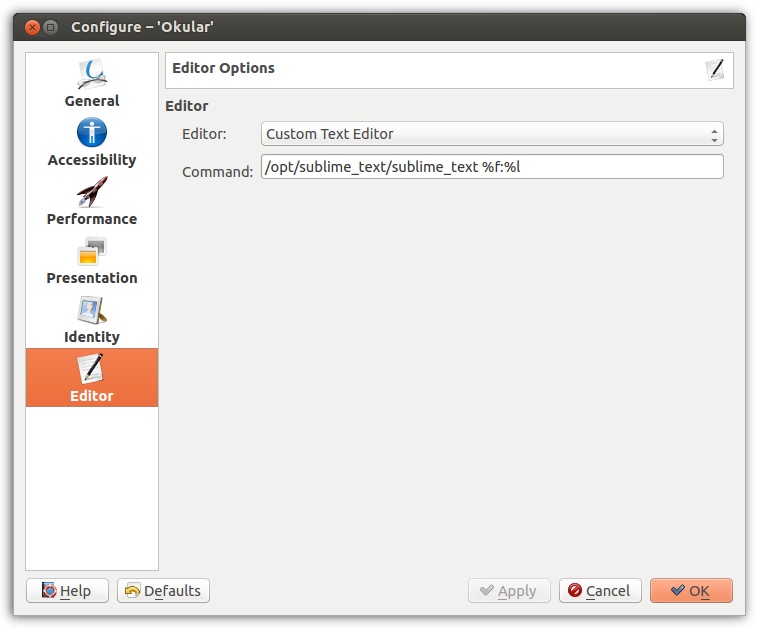 Configure – 'Okular'
General
Accessibility
Performance
Presentation
Identity
Editor
Editor Options
Editor
Editor: Custom Text Editor
Command: /opt/sublime_text/sublime_text %f:%l
Help Defaults Apply Cancel OK